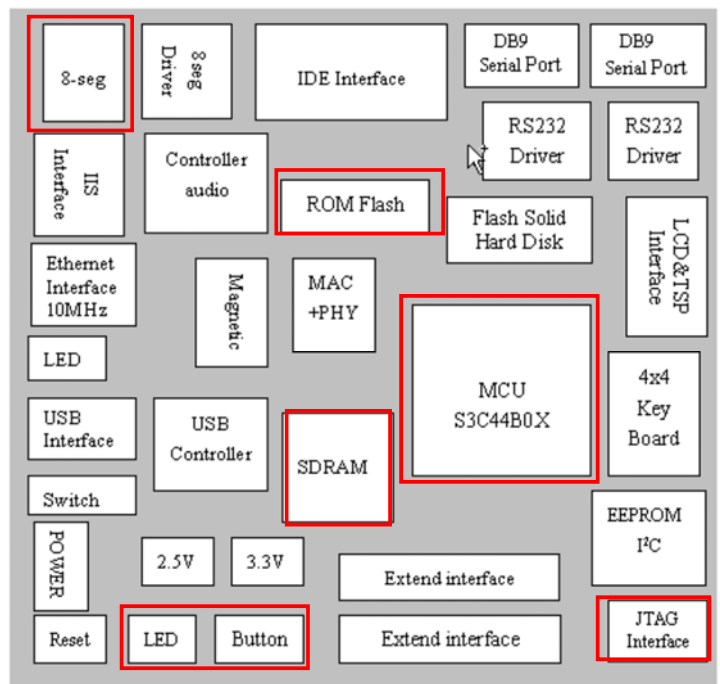 8-seg
8-seg
Driver
IDE Interface
DB9
Serial Port
DB9
Serial Port
RS232
Driver
RS232
Driver
IIS
Interface
Controller
audio
ROM Flash
Flash Solid
Hard Disk
LCD&TSP
Interface
Ethernet
Interface
10MHz
Magnetic
MAC
+PHY
MCU
S3C44B0X
LED
4x4
Key
Board
USB
Interface
USB
Controller
SDRAM
Switch
EEPROM
I²C
POWER
2.5V
3.3V
Extend interface
Reset
LED
Button
Extend interface
JTAG
Interface